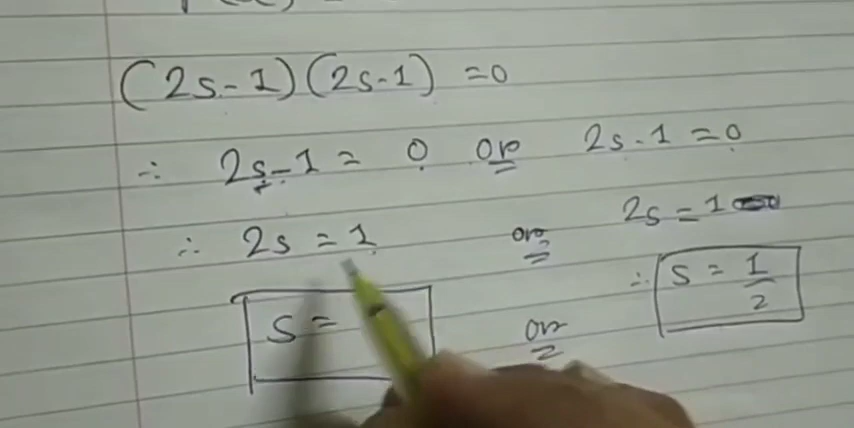 (2s-1)(2s-1) =0
∴ 2s-1 = 0 or 2s-1 =0
∴ 2s =1 or 2s =1
s = or ∴ s = 1/2